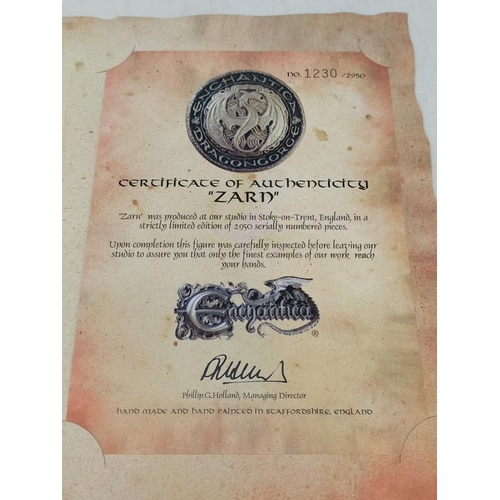 no. 1230 /2950
ENCHANTICA
DRAGONGORGE
CERTIFICATE OF AUTHENTICITY
"ZARN"
"Zarn" was produced at our studio in Stoke-on-Trent, England, in a
strictly limited edition of 2,950 serially numbered pieces.
Upon completion this figure was carefully inspected before leaving our
studio to assure you that only the finest examples of our work reach
your hands.
Enchantica ®
Phillip.G.Holland, Managing Director
HAND MADE AND HAND PAINTED IN STAFFORDSHIRE, ENGLAND